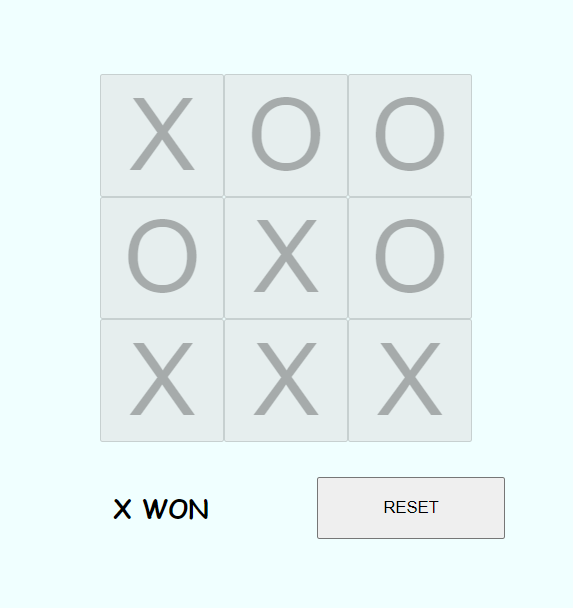 X O O
O X O
X X X
X WON RESET